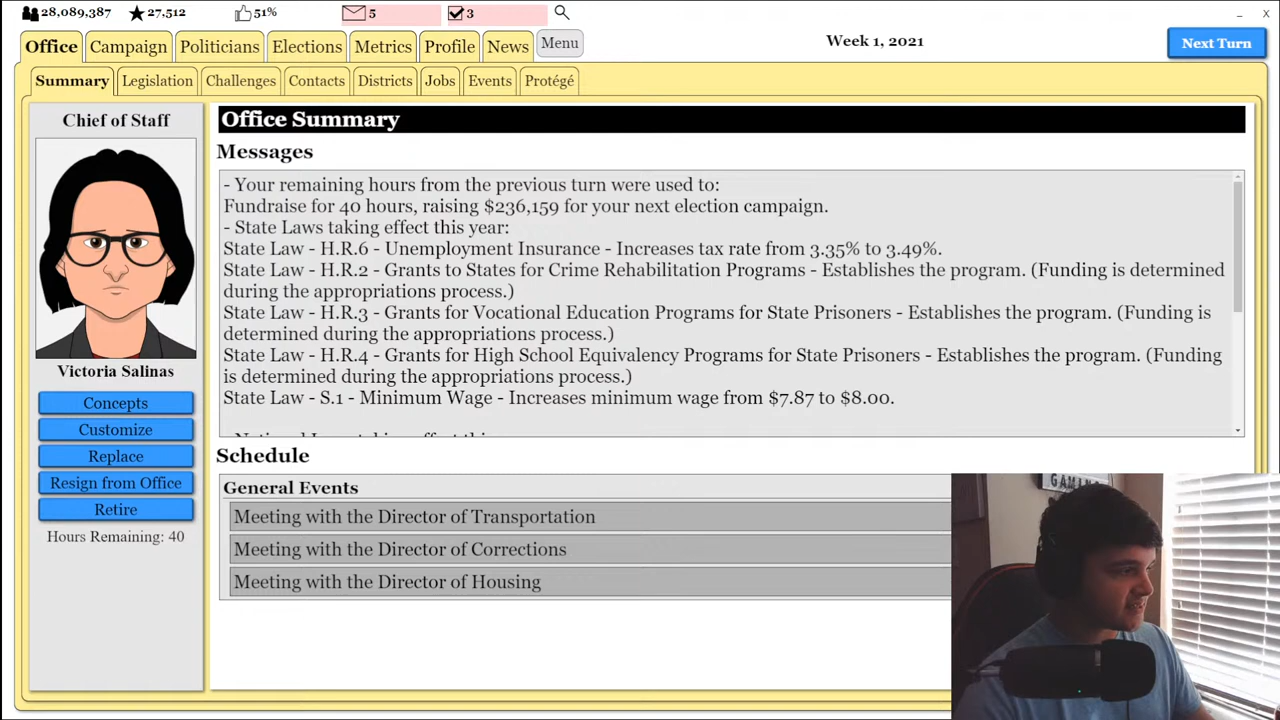 28,089,387 27,512 51% 5 3
Office Campaign Politicians Elections Metrics Profile News Menu
Week 1, 2021
Next Turn
Summary Legislation Challenges Contacts Districts Jobs Events Protégé
Chief of Staff
Victoria Salinas
Concepts
Customize
Replace
Resign from Office
Retire
Hours Remaining: 40
Office Summary
Messages
- Your remaining hours from the previous turn were used to:
Fundraise for 40 hours, raising $236,159 for your next election campaign.
- State Laws taking effect this year:
State Law - H.R.6 - Unemployment Insurance - Increases tax rate from 3.35% to 3.49%.
State Law - H.R.2 - Grants to States for Crime Rehabilitation Programs - Establishes the program. (Funding is determined
during the appropriations process.)
State Law - H.R.3 - Grants for Vocational Education Programs for State Prisoners - Establishes the program. (Funding is
determined during the appropriations process.)
State Law - H.R.4 - Grants for High School Equivalency Programs for State Prisoners - Establishes the program. (Funding
is determined during the appropriations process.)
State Law - S.1 - Minimum Wage - Increases minimum wage from $7.87 to $8.00.
Schedule
General Events
Meeting with the Director of Transportation
Meeting with the Director of Corrections
Meeting with the Director of Housing